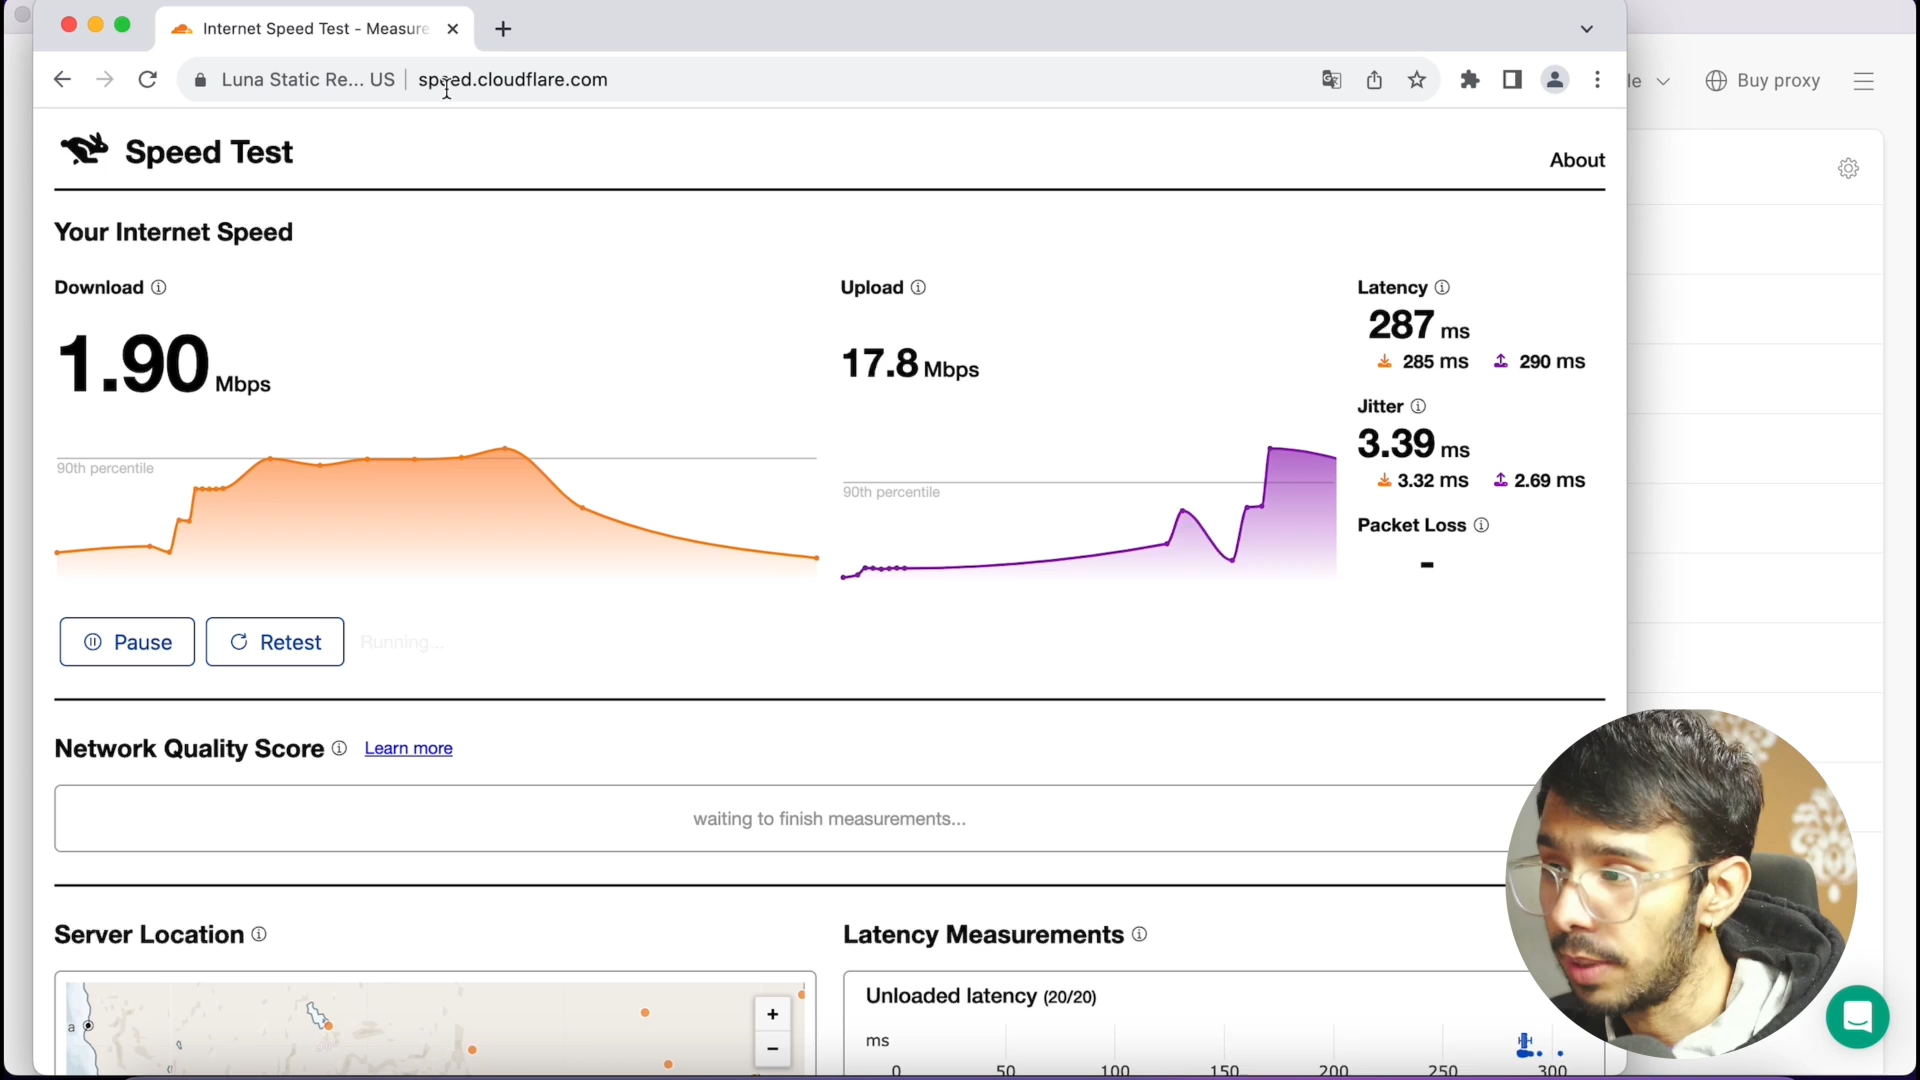 Internet Speed Test - Measure
Luna Static Re... US
speed.cloudflare.com
le
Buy proxy
Speed Test
About
Your Internet Speed
Download
1.90 Mbps
90th percentile
Upload
17.8 Mbps
90th percentile
Latency
287 ms
285 ms
290 ms
Jitter
3.39 ms
3.32 ms
2.69 ms
Packet Loss
-
Pause
Retest
Running...
Network Quality Score
Learn more
waiting to finish measurements...
Server Location
a
+
−
Latency Measurements
Unloaded latency (20/20)
ms
0 50 100 150 200 250 300